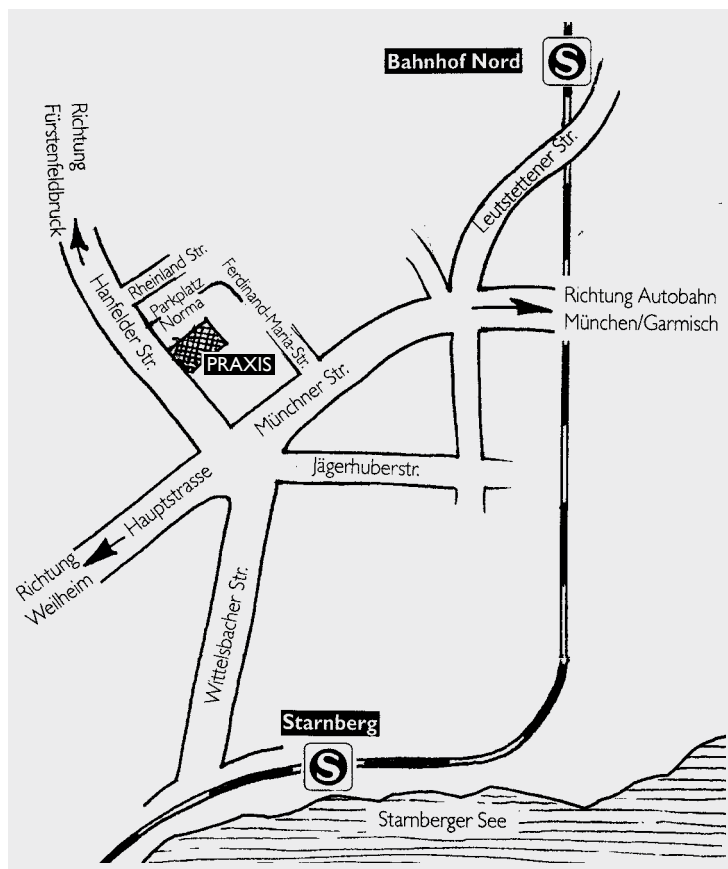 Bahnhof Nord
S
Richtung
Fürstenfeldbruck
Leutstettener Str.
Rheinland Str.
Parkplatz
Norma
Ferdinand-Maria-Str.
Hanfelder Str.
PRAXIS
Richtung Autobahn
München/Garmisch
Münchner Str.
Jägerhuberstr.
Hauptstrasse
Richtung
Weilheim
Wittelsbacher Str.
Starnberg
S
Starnberger See